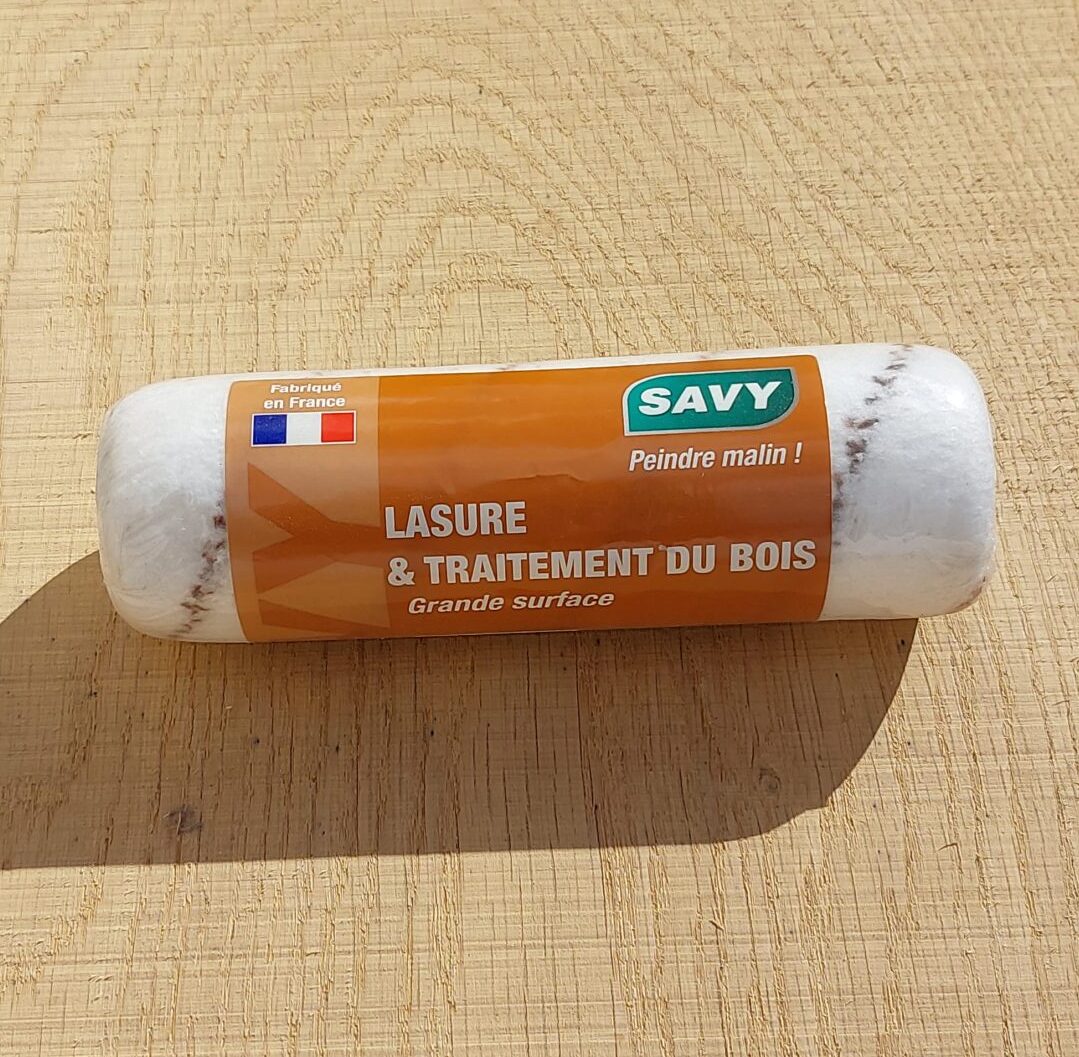 Fabriqué
en France
SAVY
Peindre malin !
LASURE
& TRAITEMENT DU BOIS
Grande surface